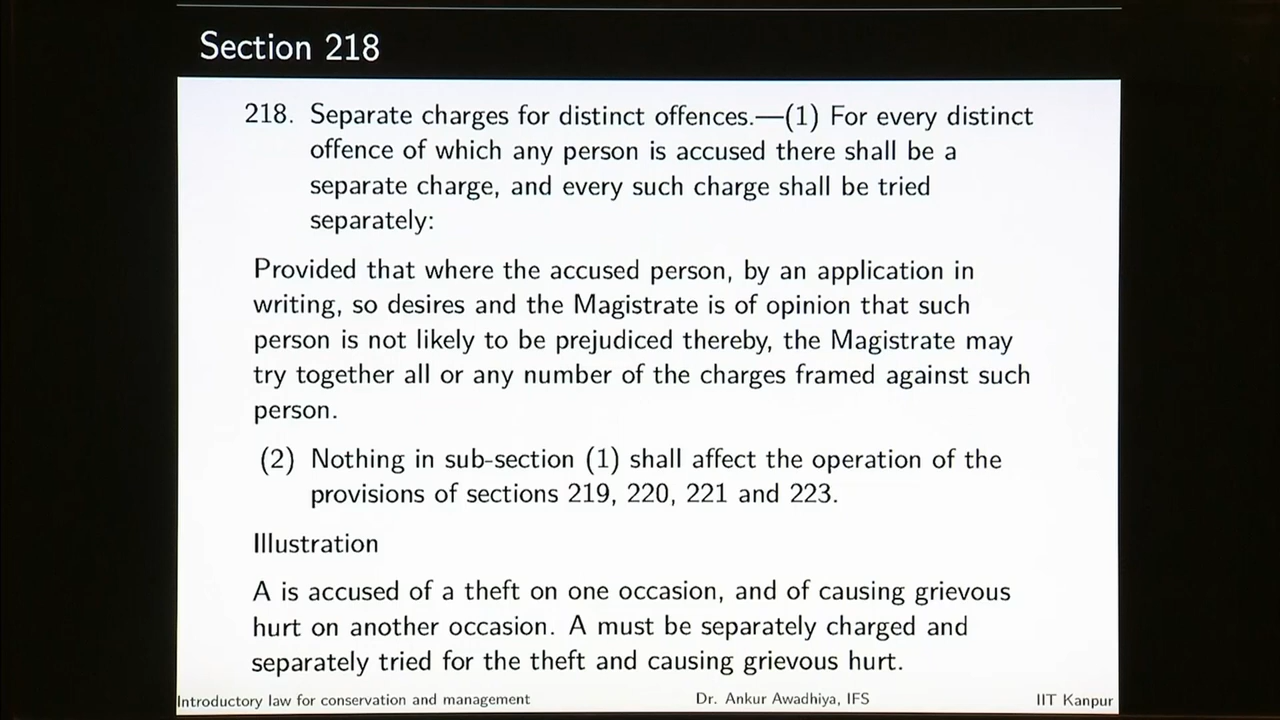 Section 218
218. Separate charges for distinct offences.—(1) For every distinct
offence of which any person is accused there shall be a
separate charge, and every such charge shall be tried
separately:
Provided that where the accused person, by an application in
writing, so desires and the Magistrate is of opinion that such
person is not likely to be prejudiced thereby, the Magistrate may
try together all or any number of the charges framed against such
person.
(2) Nothing in sub-section (1) shall affect the operation of the
provisions of sections 219, 220, 221 and 223.
Illustration
A is accused of a theft on one occasion, and of causing grievous
hurt on another occasion. A must be separately charged and
separately tried for the theft and causing grievous hurt.
Introductory law for conservation and management Dr. Ankur Awadhiya, IFS IIT Kanpur